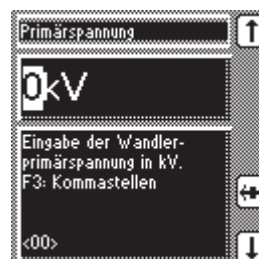 Primärspannung
0kV
Eingabe der Wandler-
primärspannung in kV.
F3: Kommastellen
<00>